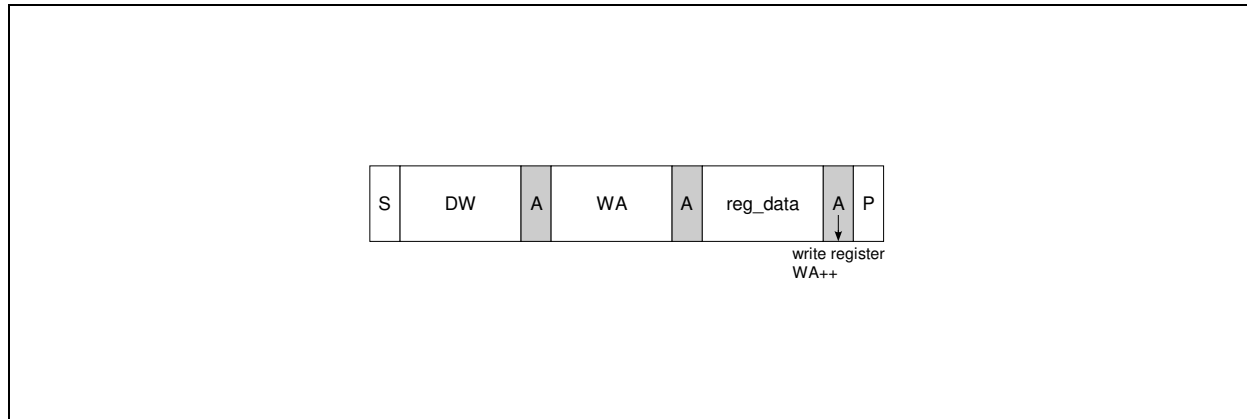 S DW A WA A reg_data A P
write register
WA++